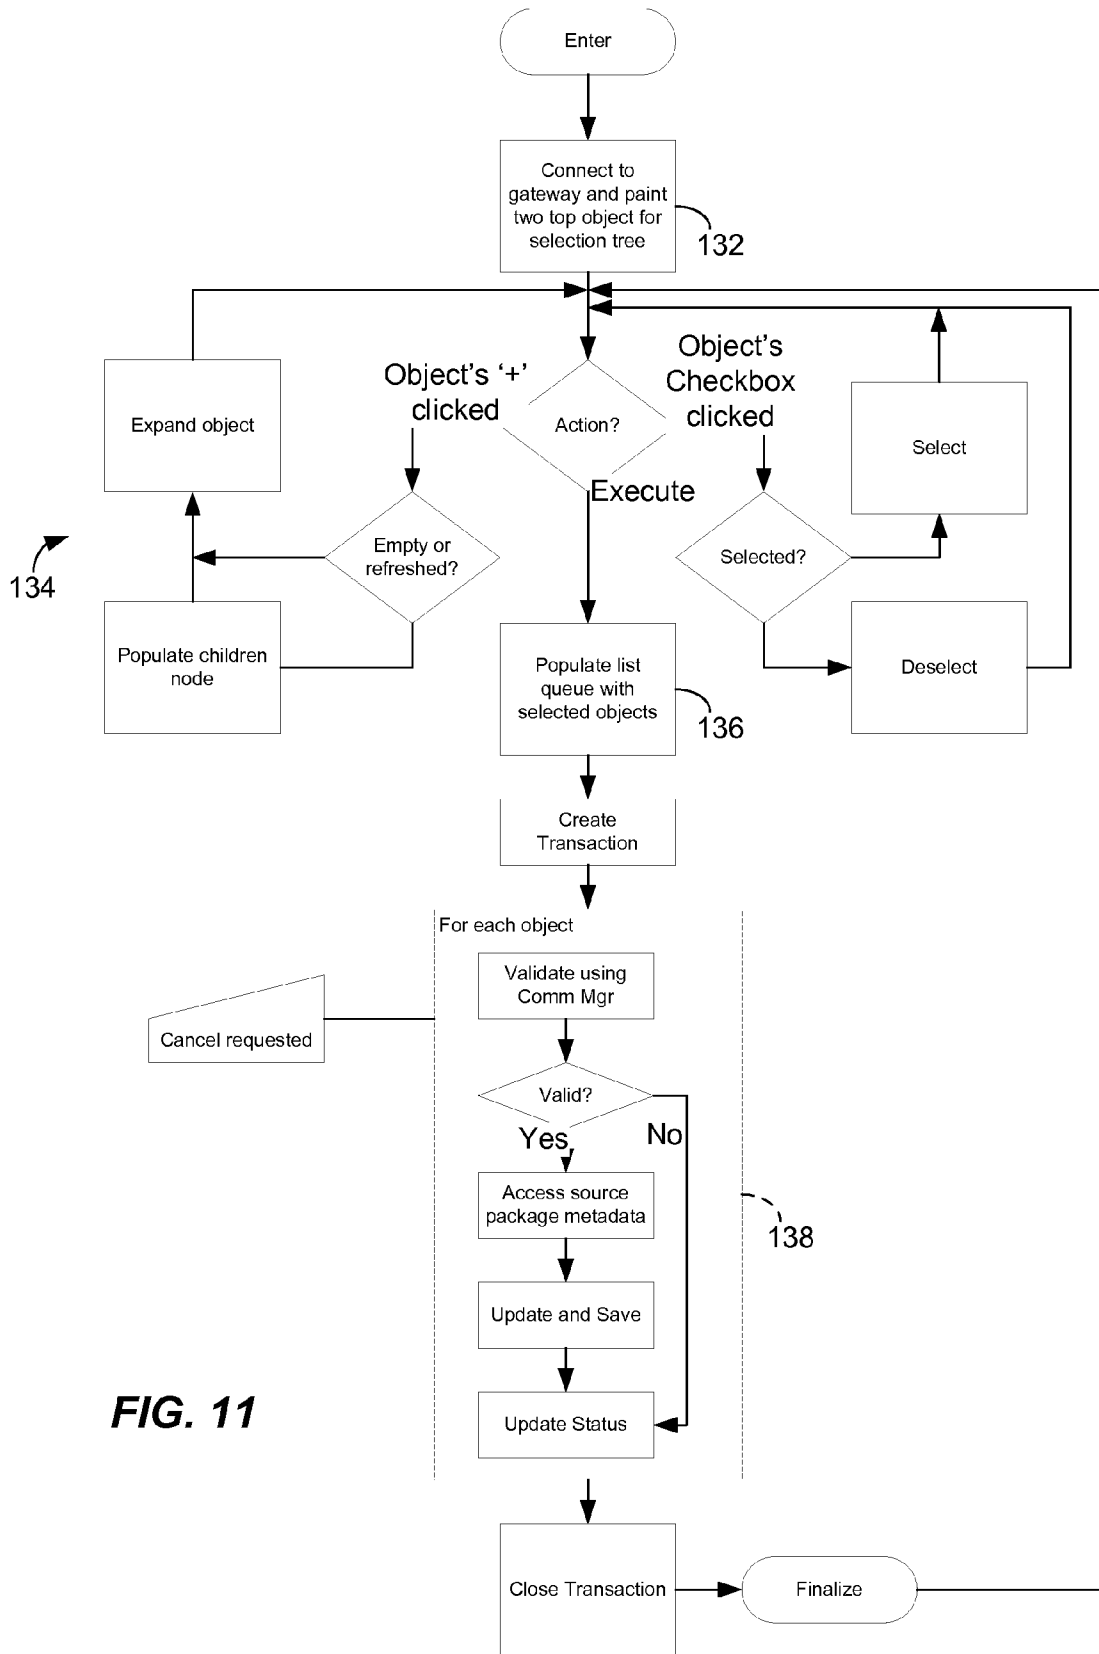 Enter
Connect to
gateway and paint
two top object for
selection tree
132
Object's '+'
clicked
Object's
Checkbox
clicked
Expand object
Action?
Select
Execute
Empty or
refreshed?
Selected?
134
Populate children
node
Populate list
queue with
selected objects
Deselect
136
Create
Transaction
For each object
Validate using
Comm Mgr
Cancel requested
Valid?
Yes
No
Access source
package metadata
138
Update and Save
FIG. 11
Update Status
Close Transaction
Finalize